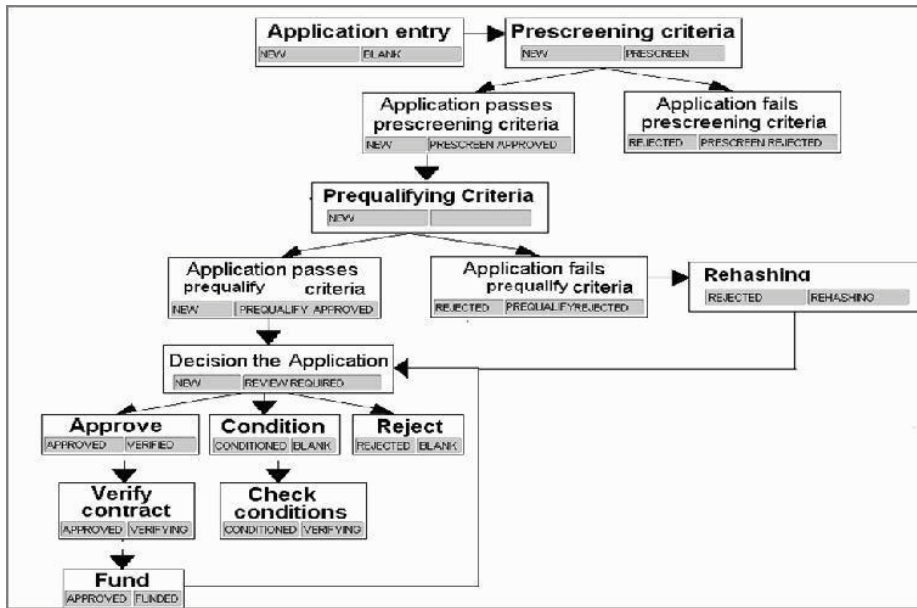 Application entry
NEW BLANK
Prescreening criteria
NEW PRESCREEN
Application passes
prescreening criteria
NEW PRESCREEN APPROVED
Application fails
prescreening criteria
REJECTED PRESCREEN REJECTED
Prequalifying Criteria
NEW
Application passes
prequalify criteria
NEW PREQUALIFY APPROVED
Application fails
prequalify criteria
REJECTED PREQUALIFYREJECTED
Rehashing
REJECTED REHASHING
Decision the Application
NEW REVIEW REQUIRED
Approve
APPROVED VERIFIED
Condition
CONDITIONED BLANK
Reject
REJECTED BLANK
Verify
contract
APPROVED VERIFYING
Check
conditions
CONDITIONED VERIFYING
Fund
APPROVED FUNDED